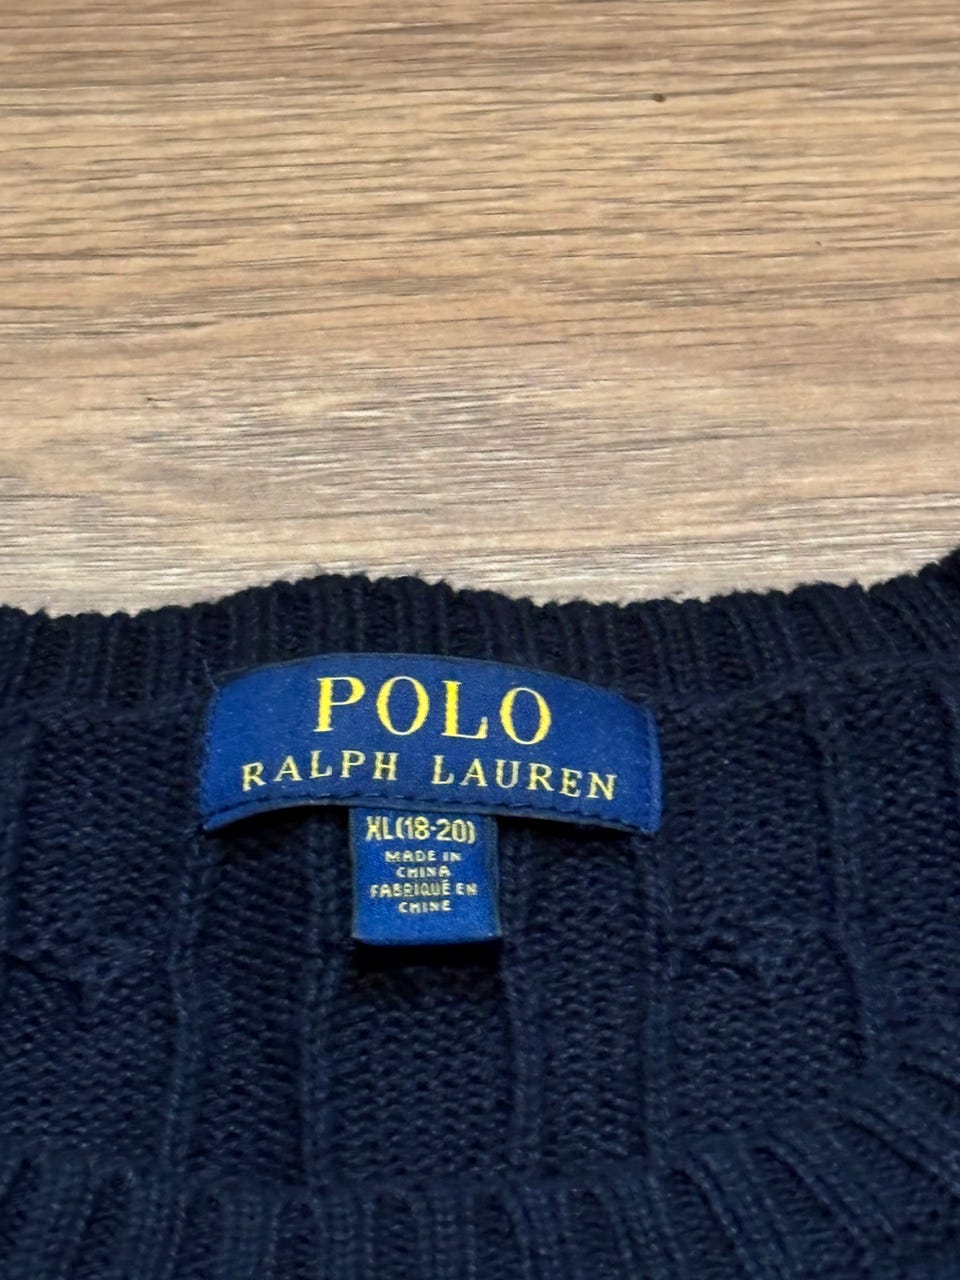 POLO
RALPH LAUREN
XL(18-20)
MADE IN
CHINA
FABRIQUÉ EN
CHINE